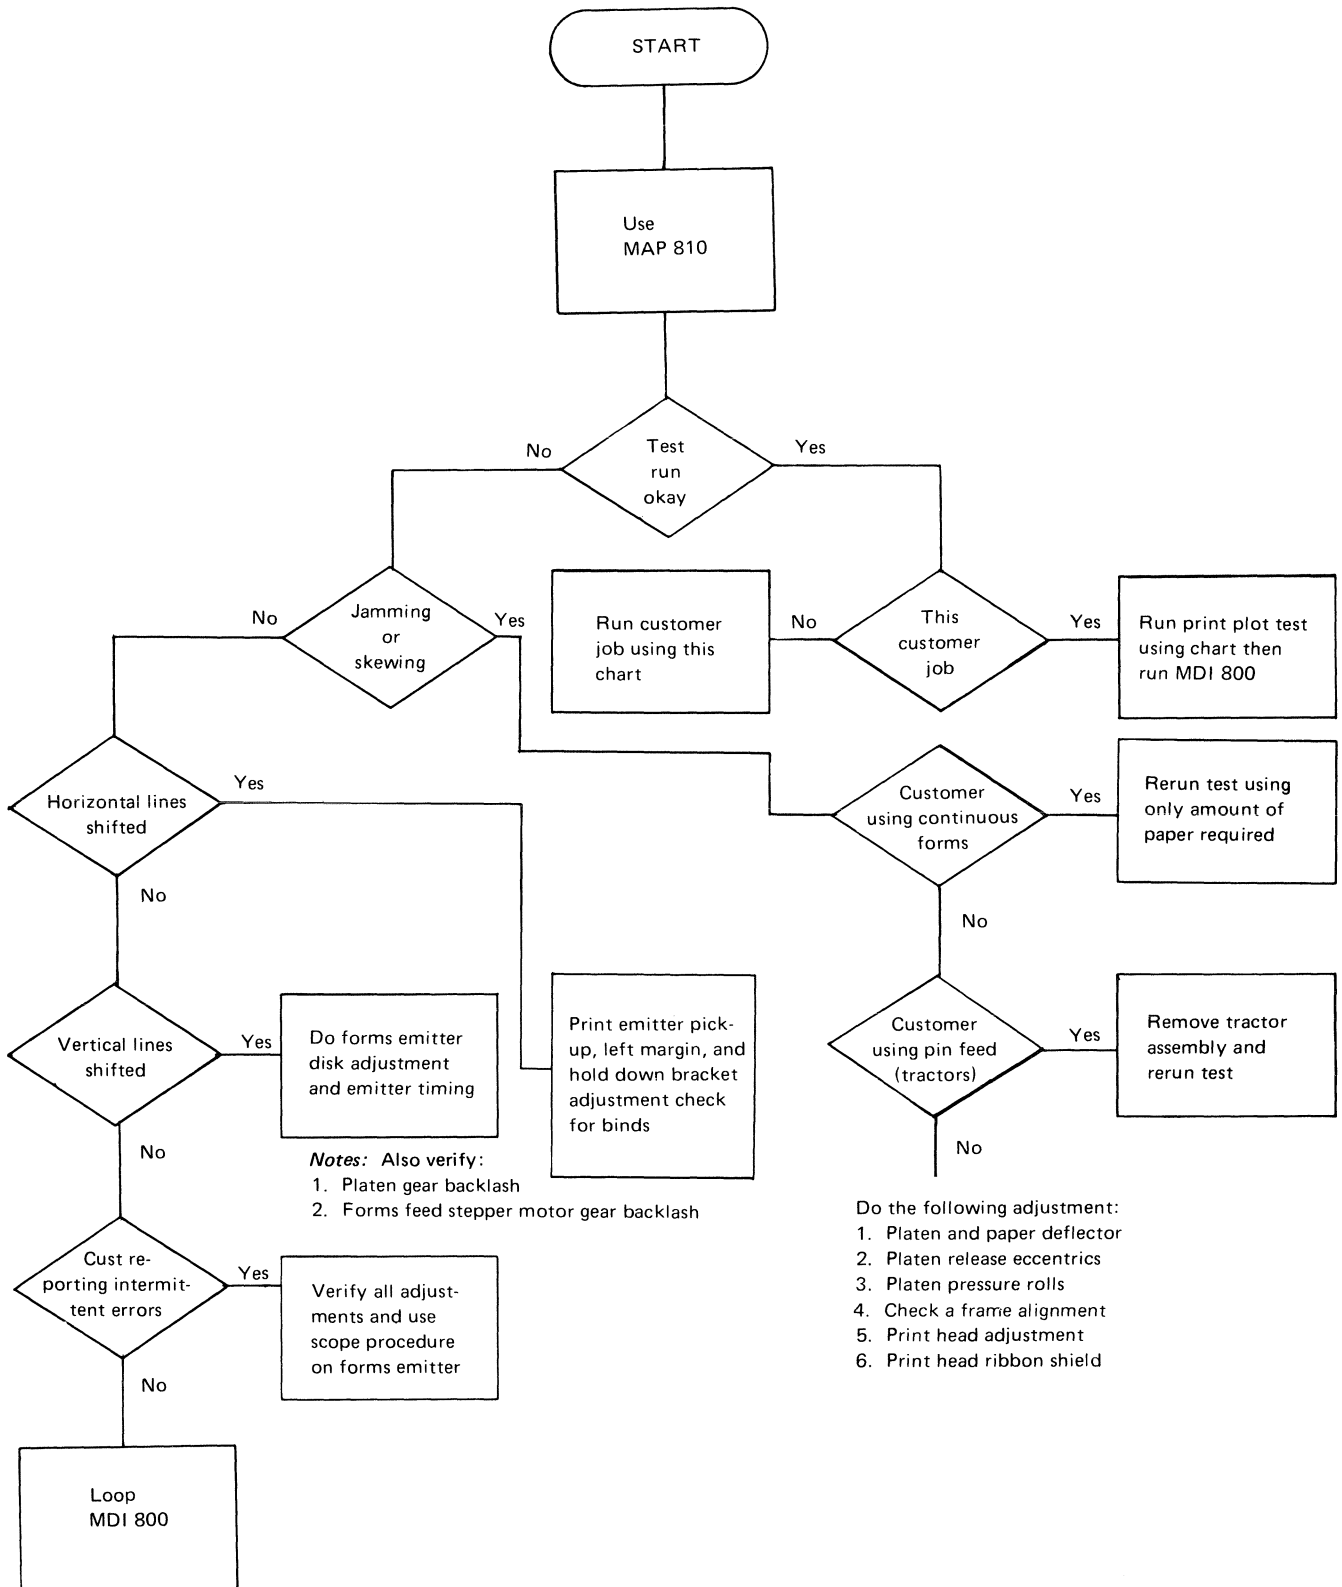 START
Use
MAP 810
Test
run
okay
No
Yes
Jamming
or
skewing
No
Yes
Run customer
job using this
chart
No
This
customer
job
Yes
Run print plot test
using chart then
run MDI 800
Horizontal lines
shifted
Yes
No
Customer
using continuous
forms
Yes
Rerun test using
only amount of
paper required
No
Vertical lines
shifted
Yes
Do forms emitter
disk adjustment
and emitter timing
No
Print emitter pick-
up, left margin, and
hold down bracket
adjustment check
for binds
Customer
using pin feed
(tractors)
Yes
Remove tractor
assembly and
rerun test
No
Notes: Also verify:
1. Platen gear backlash
2. Forms feed stepper motor gear backlash
Do the following adjustment:
1. Platen and paper deflector
2. Platen release eccentrics
3. Platen pressure rolls
4. Check a frame alignment
5. Print head adjustment
6. Print head ribbon shield
Cust re-
porting intermit-
tent errors
Yes
Verify all adjust-
ments and use
scope procedure
on forms emitter
No
Loop
MDI 800